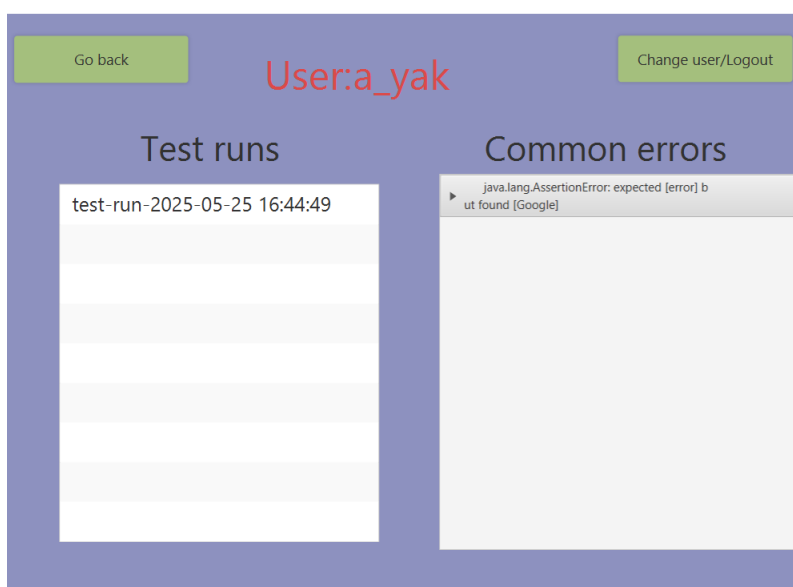 Go back
User:a_yak
Change user/Logout
Test runs
Common errors
test-run-2025-05-25 16:44:49
java.lang.AssertionError: expected [error] b
ut found [Google]